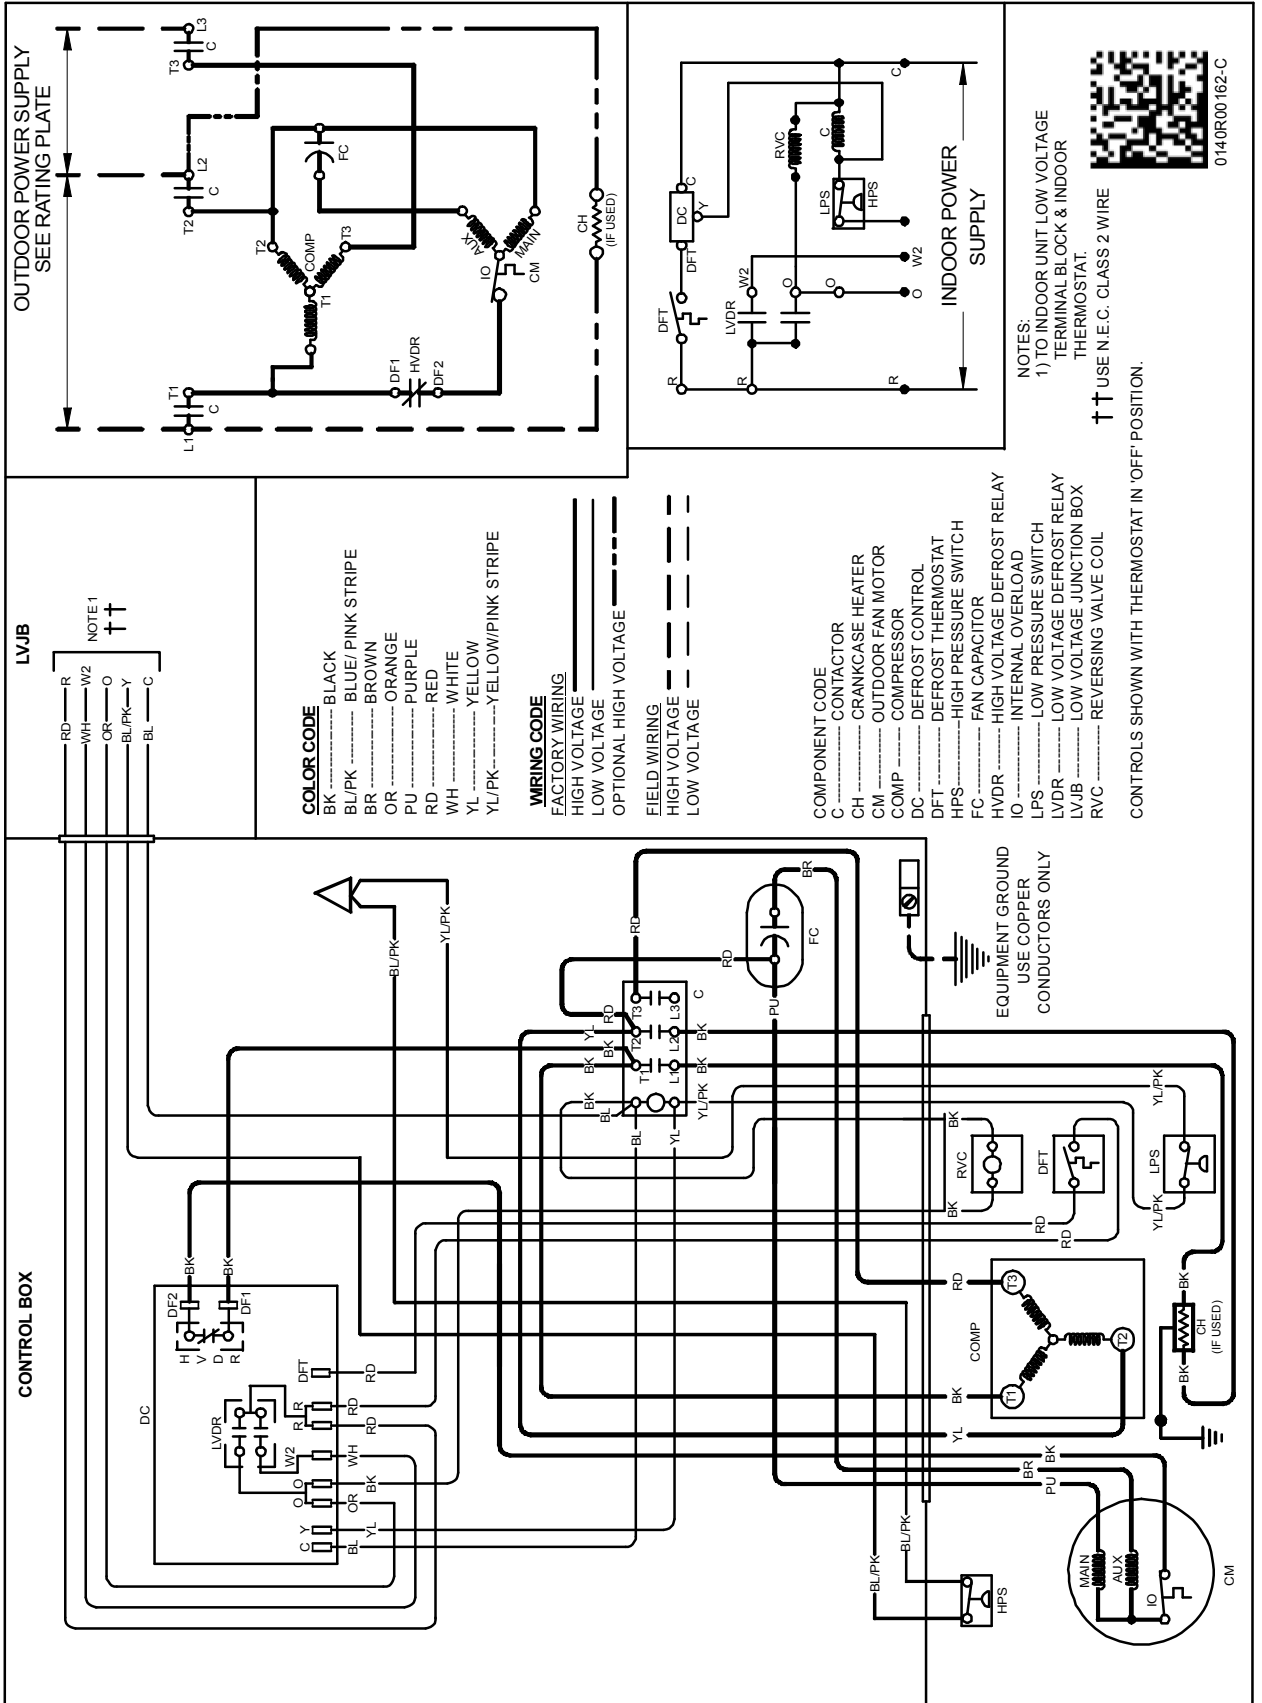 OUTDOOR POWER SUPPLY
SEE RATING PLATE
L1
C
T1
T2
C
L2
T3
C
L3
T2
COMP
T3
T1
FC
DF1
HVDR
DF2
AUX
MAIN
IO
CM
CH
(IF USED)
DFT
DFT
DC
C
Y
R
R
R
LVDR
W2
O
O
O
W2
RVC
C
LPS
HPS
C
INDOOR POWER
SUPPLY
NOTES:
1) TO INDOOR UNIT LOW VOLTAGE
TERMINAL BLOCK & INDOOR
THERMOSTAT.
†† USE N.E.C. CLASS 2 WIRE
0140R00162-C
LVJB
NOTE 1
††
RD R
WH W2
OR O
BL/PK Y
BL C
COLOR CODE
BK ---------- BLACK
BL/PK -------- BLUE/ PINK STRIPE
BR ---------- BROWN
OR ---------- ORANGE
PU ---------- PURPLE
RD ---------- RED
WH ---------- WHITE
YL ---------- YELLOW
YL/PK -------- YELLOW/PINK STRIPE
WIRING CODE
FACTORY WIRING
HIGH VOLTAGE
LOW VOLTAGE
OPTIONAL HIGH VOLTAGE
FIELD WIRING
HIGH VOLTAGE
LOW VOLTAGE
COMPONENT CODE
C ---------- CONTACTOR
CH ---------- CRANKCASE HEATER
CM ---------- OUTDOOR FAN MOTOR
COMP -------- COMPRESSOR
DC ---------- DEFROST CONTROL
DFT ---------- DEFROST THERMOSTAT
HPS ---------- HIGH PRESSURE SWITCH
FC ---------- FAN CAPACITOR
HVDR -------- HIGH VOLTAGE DEFROST RELAY
IO ---------- INTERNAL OVERLOAD
LPS ---------- LOW PRESSURE SWITCH
LVDR -------- LOW VOLTAGE DEFROST RELAY
LVJB -------- LOW VOLTAGE JUNCTION BOX
RVC ---------- REVERSING VALVE COIL
CONTROLS SHOWN WITH THERMOSTAT IN 'OFF' POSITION.
CONTROL BOX
DC
DF2
DF1
BK
BK
H
V
D
R
LVDR
DFT
R
R
W2
O
O
Y
C
RD
RD
RD
WH
BK
OR
YL
BL
BL/PK
YL/PK
BK
BL
BL
YL
YL/PK
BK
BK
YL
RD
RD
RD
T1
T2
T3
L1
L2
L3
C
BK
BK
BR
FC
PU
EQUIPMENT GROUND
USE COPPER
CONDUCTORS ONLY
BK
BK
RVC
RD
RD
DFT
YL/PK
YL/PK
LPS
RD
BK
YL
COMP
T1
T2
T3
BK
BK
CH
(IF USED)
BK
BR
PU
BL/PK
BL/PK
HPS
MAIN
AUX
IO
CM